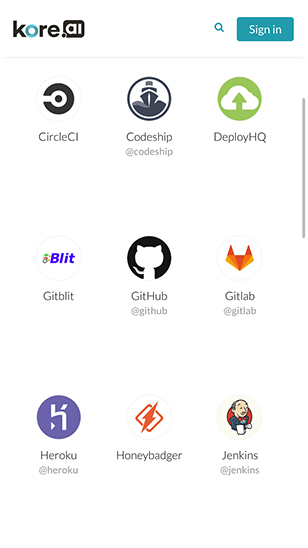 kore.ai
Sign in
CircleCI
Codeship
@codeship
DeployHQ
Blit
Gitblit
GitHub
@github
Gitlab
@gitlab
Heroku
@heroku
Honeybadger
Jenkins
@jenkins